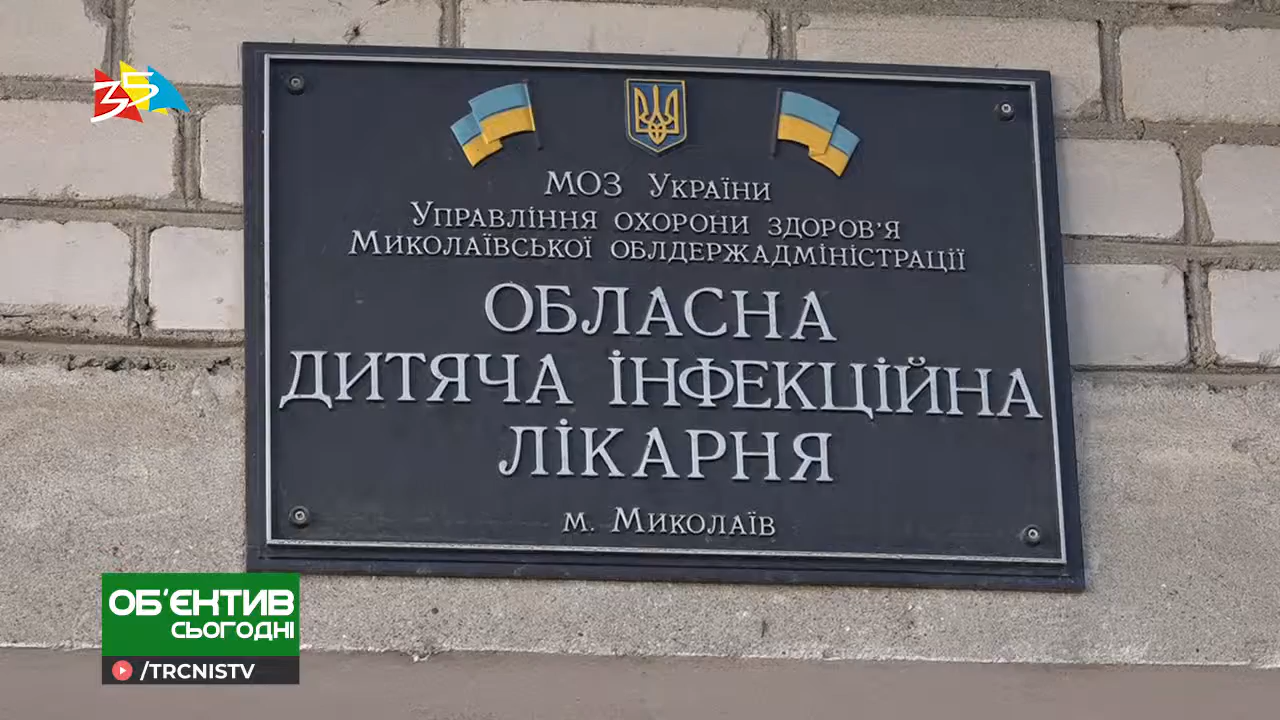 35
МОЗ УКРАЇНИ
УПРАВЛІННЯ ОХОРОНИ ЗДОРОВ'Я
МИКОЛАЇВСЬКОЇ ОБЛДЕРЖАДМІНІСТРАЦІЇ
ОБЛАСНА
ДИТЯЧА ІНФЕКЦІЙНА
ЛІКАРНЯ
М. МИКОЛАЇВ
ОБ'ЄКТИВ
СЬОГОДНІ
/TRCNISTV